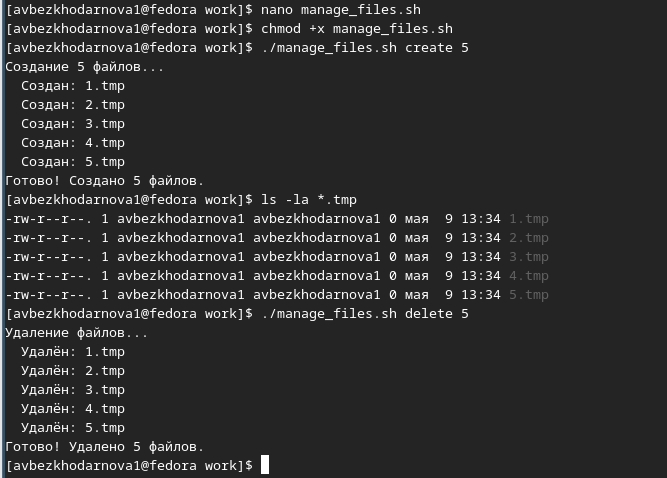 [avbezkhodarnova1@fedora work]$ nano manage_files.sh
[avbezkhodarnova1@fedora work]$ chmod +x manage_files.sh
[avbezkhodarnova1@fedora work]$ ./manage_files.sh create 5
Создание 5 файлов...
  Создан: 1.tmp
  Создан: 2.tmp
  Создан: 3.tmp
  Создан: 4.tmp
  Создан: 5.tmp
Готово! Создано 5 файлов.
[avbezkhodarnova1@fedora work]$ ls -la *.tmp
-rw-r--r--. 1 avbezkhodarnova1 avbezkhodarnova1 0 мая  9 13:34 1.tmp
-rw-r--r--. 1 avbezkhodarnova1 avbezkhodarnova1 0 мая  9 13:34 2.tmp
-rw-r--r--. 1 avbezkhodarnova1 avbezkhodarnova1 0 мая  9 13:34 3.tmp
-rw-r--r--. 1 avbezkhodarnova1 avbezkhodarnova1 0 мая  9 13:34 4.tmp
-rw-r--r--. 1 avbezkhodarnova1 avbezkhodarnova1 0 мая  9 13:34 5.tmp
[avbezkhodarnova1@fedora work]$ ./manage_files.sh delete 5
Удаление файлов...
  Удалён: 1.tmp
  Удалён: 2.tmp
  Удалён: 3.tmp
  Удалён: 4.tmp
  Удалён: 5.tmp
Готово! Удалено 5 файлов.
[avbezkhodarnova1@fedora work]$